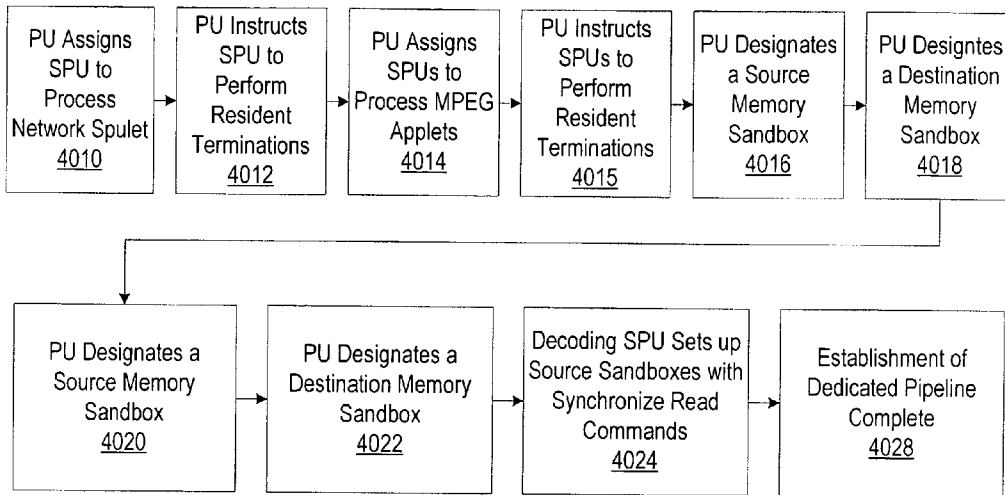 PU Assigns
SPU to
Process
Network Spulet
4010
PU Instructs
SPU to
Perform
Resident
Terminations
4012
PU Assigns
SPUs to
Process MPEG
Applets
4014
PU Instructs
SPUs to
Perform
Resident
Terminations
4015
PU Designates
a Source
Memory
Sandbox
4016
PU Designtes
a Destination
Memory
Sandbox
4018
PU Designates a
Source Memory
Sandbox
4020
PU Designates a
Destination Memory
Sandbox
4022
Decoding SPU Sets up
Source Sandboxes with
Synchronize Read
Commands
4024
Establishment of
Dedicated Pipeline
Complete
4028